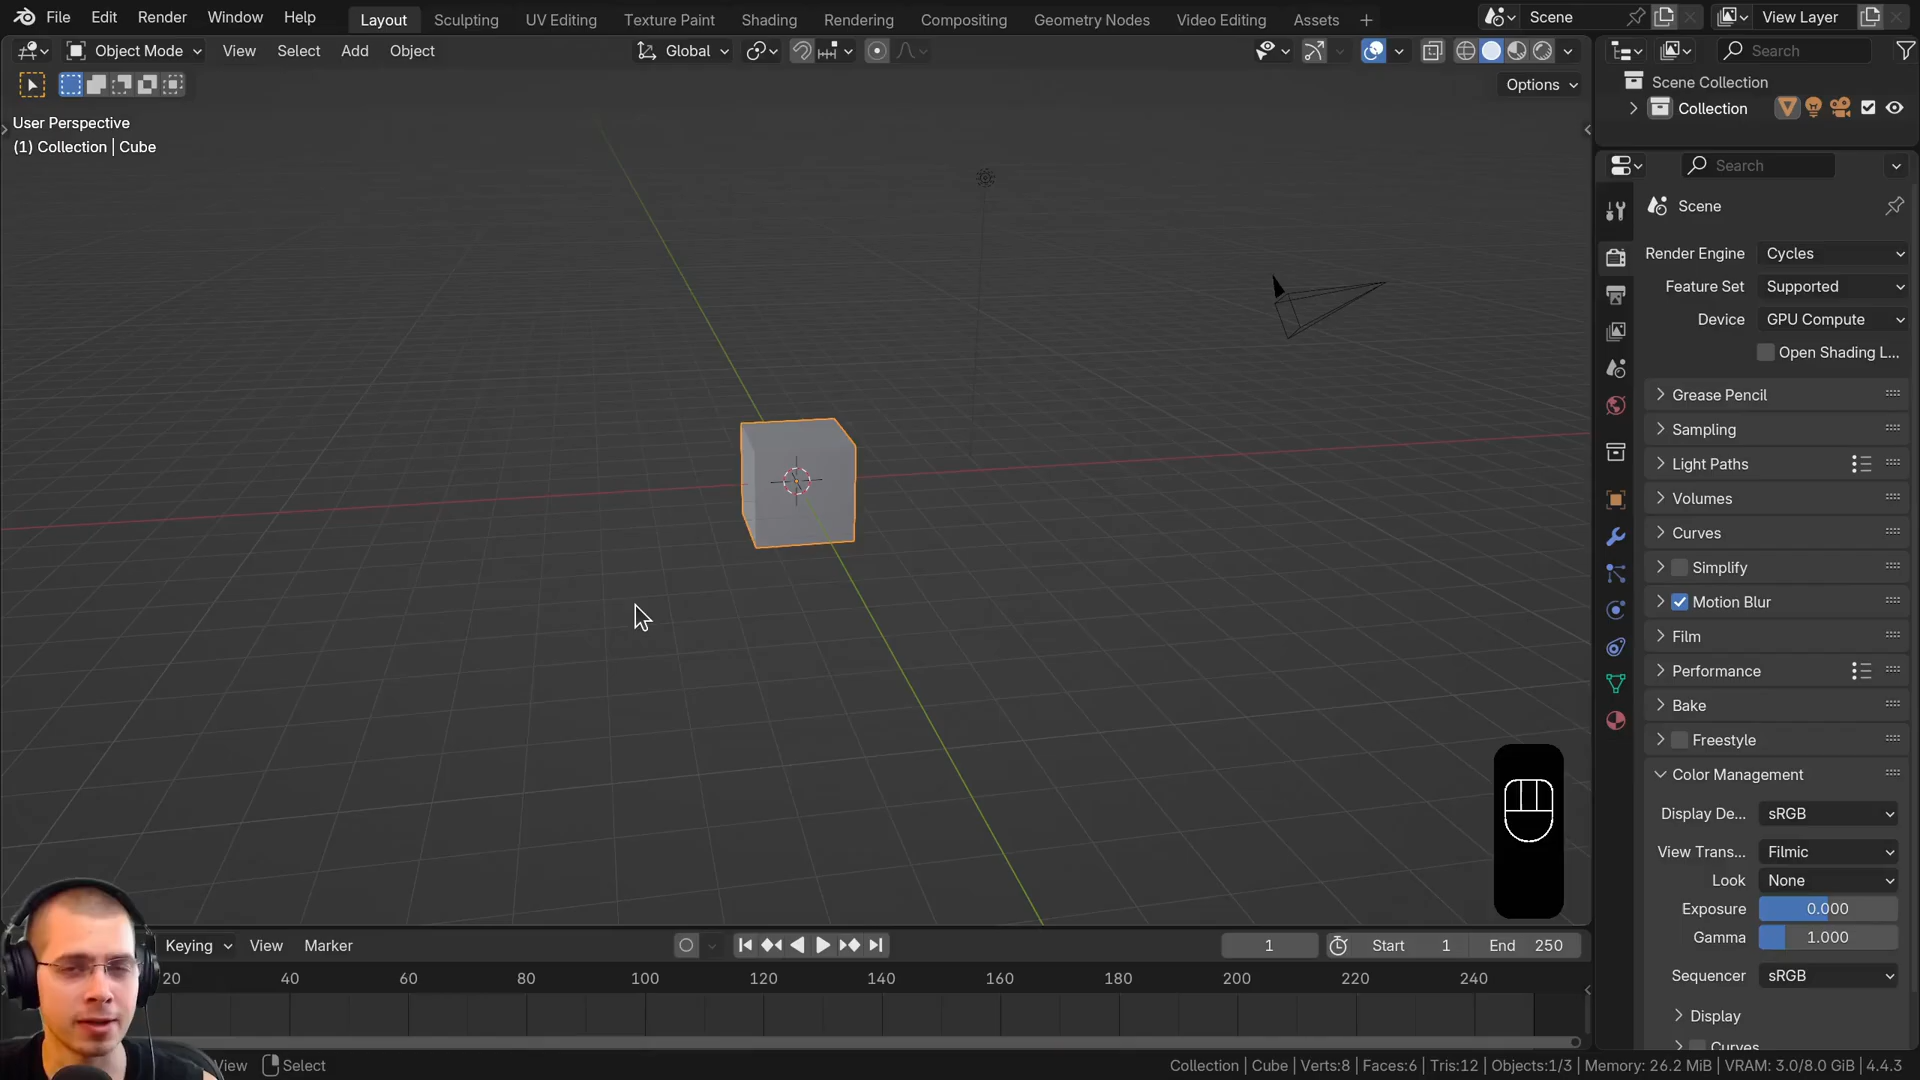 File Edit Render Window Help Layout Sculpting UV Editing Texture Paint Shading Rendering Compositing Geometry Nodes Video Editing Assets + Scene View Layer
Object Mode View Select Add Object Global Search
Options
Scene Collection
Collection
User Perspective
(1) Collection | Cube
Search
Scene
Render Engine Cycles
Feature Set Supported
Device GPU Compute
Open Shading L...
Grease Pencil
Sampling
Light Paths
Volumes
Curves
Simplify
Motion Blur
Film
Performance
Bake
Freestyle
Color Management
Display De... sRGB
View Trans... Filmic
Look None
Exposure 0.000
Gamma 1.000
Sequencer sRGB
Display
Curves
Keying View Marker 1 Start 1 End 250
20 40 60 80 100 120 140 160 180 200 220 240
View Select Collection | Cube | Verts:8 | Faces:6 | Tris:12 | Objects:1/3 | Memory: 26.2 MiB | VRAM: 3.0/8.0 GiB | 4.4.3